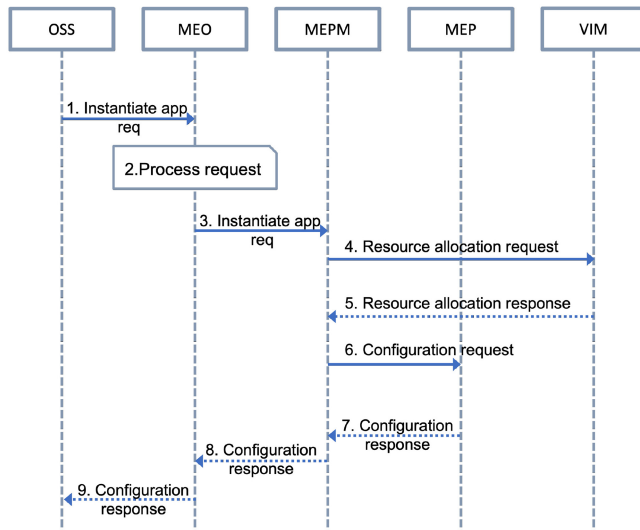 OSS
MEO
MEPM
MEP
VIM
1. Instantiate app
req
2.Process request
3. Instantiate app
req
4. Resource allocation request
5. Resource allocation response
6. Configuration request
7. Configuration
response
8. Configuration
response
9. Configuration
response